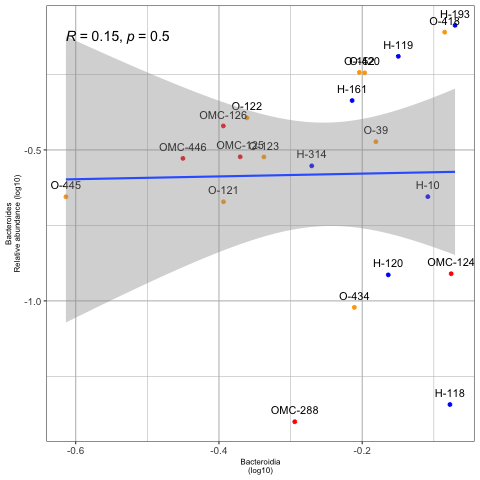 R = 0.15, p = 0.5
H-193
O-418
H-119
O-420
H-161
O-122
OMC-126
O-39
OMC-446
OMC-125
O-123
H-314
O-445
O-121
H-10
H-120
OMC-124
O-434
H-118
OMC-288
-0.5
-1.0
-0.6
-0.4
-0.2
Bacteroides
Relative abundance (log10)
Bacteroidia
(log10)